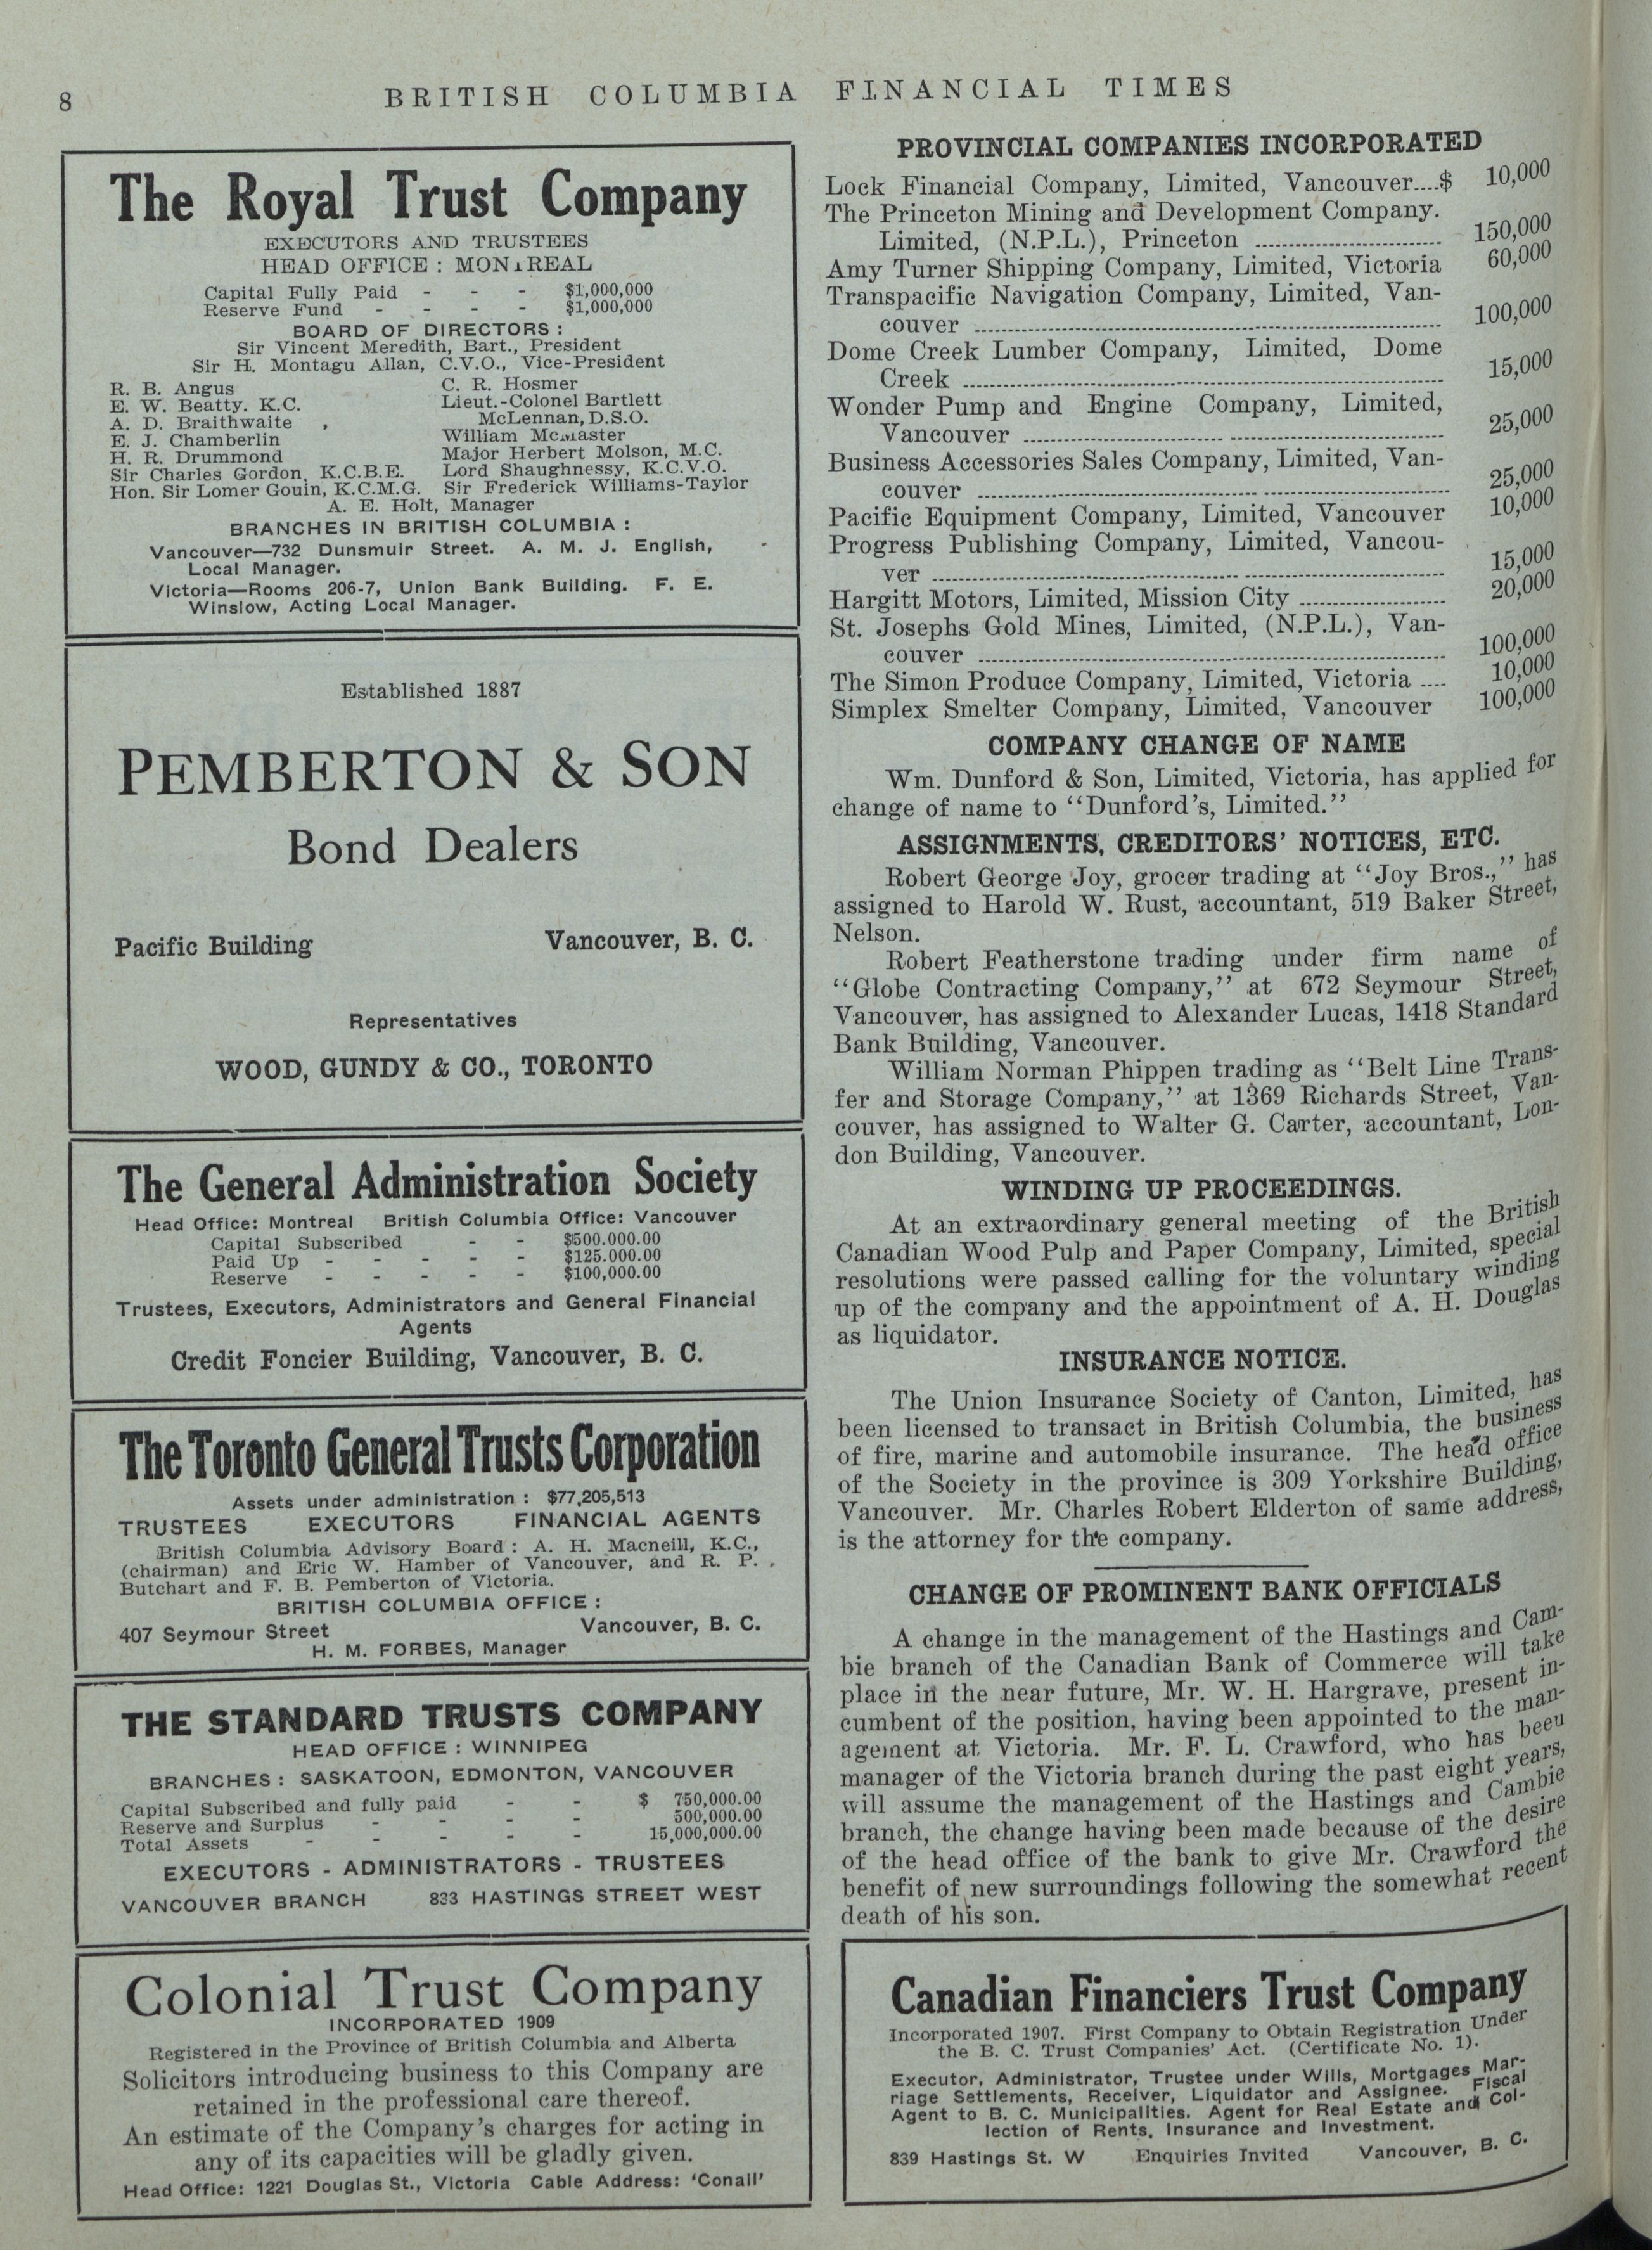 8
BRITISH COLUMBIA FINANCIAL TIMES
The Royal Trust Company
EXECUTORS AND TRUSTEES
HEAD OFFICE : MONTREAL
Capital Fully Paid - - - $1,000,000
Reserve Fund - - - - $1,000,000
BOARD OF DIRECTORS :
Sir Vincent Meredith, Bart., President
Sir H. Montagu Allan, C.V.O., Vice-President
R. B. Angus
E. W. Beatty. K.C.
A. D. Braithwaite
E. J. Chamberlin
H. R. Drummond
Sir Charles Gordon, K.C.B.E.
Hon. Sir Lomer Gouin, K.C.M.G.
C. R. Hosmer
Lieut.-Colonel Bartlett
McLennan, D.S.O.
William McMaster
Major Herbert Molson, M.C.
Lord Shaughnessy, K.C.V.O.
Sir Frederick Williams-Taylor
A. E. Holt, Manager
BRANCHES IN BRITISH COLUMBIA :
Vancouver—732 Dunsmuir Street. A. M. J. English,
Local Manager.
Victoria—Rooms 206-7, Union Bank Building. F. E.
Winslow, Acting Local Manager.
Established 1887
PEMBERTON & SON
Bond Dealers
Pacific Building Vancouver, B. C.
Representatives
WOOD, GUNDY & CO., TORONTO
The General Administration Society
Head Office: Montreal British Columbia Office: Vancouver
Capital Subscribed - - $500.000.00
Paid Up - - - - - $125.000.00
Reserve - - - - - $100,000.00
Trustees, Executors, Administrators and General Financial
Agents
Credit Foncier Building, Vancouver, B. C.
The Toronto General Trusts Corporation
Assets under administration : $77,205,513
TRUSTEES EXECUTORS FINANCIAL AGENTS
British Columbia Advisory Board : A. H. Macneill, K.C.,
(chairman) and Eric W. Hamber of Vancouver, and R. P.
Butchart and F. B. Pemberton of Victoria.
BRITISH COLUMBIA OFFICE :
407 Seymour Street Vancouver, B. C.
H. M. FORBES, Manager
THE STANDARD TRUSTS COMPANY
HEAD OFFICE : WINNIPEG
BRANCHES : SASKATOON, EDMONTON, VANCOUVER
Capital Subscribed and fully paid - - $ 750,000.00
Reserve and Surplus - - - - 500,000.00
Total Assets - - - - - 15,000,000.00
EXECUTORS - ADMINISTRATORS - TRUSTEES
VANCOUVER BRANCH 833 HASTINGS STREET WEST
Colonial Trust Company
INCORPORATED 1909
Registered in the Province of British Columbia and Alberta
Solicitors introducing business to this Company are
retained in the professional care thereof.
An estimate of the Company's charges for acting in
any of its capacities will be gladly given.
Head Office: 1221 Douglas St., Victoria Cable Address: 'Conail'
PROVINCIAL COMPANIES INCORPORATED
Lock Financial Company, Limited, Vancouver....$ 10,000
The Princeton Mining and Development Company.
Limited, (N.P.L.), Princeton ........ 150,000
Amy Turner Shipping Company, Limited, Victoria 60,000
Transpacific Navigation Company, Limited, Van-
couver ........ 100,000
Dome Creek Lumber Company, Limited, Dome
Creek ........ 15,000
Wonder Pump and Engine Company, Limited,
Vancouver ........ 25,000
Business Accessories Sales Company, Limited, Van-
couver ........ 25,000
Pacific Equipment Company, Limited, Vancouver 10,000
Progress Publishing Company, Limited, Vancou-
ver ........ 15,000
Hargitt Motors, Limited, Mission City ........ 20,000
St. Josephs Gold Mines, Limited, (N.P.L.), Van-
couver ........ 100,000
The Simon Produce Company, Limited, Victoria .... 10,000
Simplex Smelter Company, Limited, Vancouver 100,000
COMPANY CHANGE OF NAME
Wm. Dunford & Son, Limited, Victoria, has applied for
change of name to "Dunford's, Limited."
ASSIGNMENTS, CREDITORS' NOTICES, ETC.
Robert George Joy, grocer trading at "Joy Bros.," has
assigned to Harold W. Rust, accountant, 519 Baker Street,
Nelson.
Robert Featherstone trading under firm name of
"Globe Contracting Company," at 672 Seymour Street,
Vancouver, has assigned to Alexander Lucas, 1418 Standard
Bank Building, Vancouver.
William Norman Phippen trading as "Belt Line Trans-
fer and Storage Company," at 1369 Richards Street, Van-
couver, has assigned to Walter G. Carter, accountant, Lon-
don Building, Vancouver.
WINDING UP PROCEEDINGS.
At an extraordinary general meeting of the British
Canadian Wood Pulp and Paper Company, Limited, special
resolutions were passed calling for the voluntary winding
up of the company and the appointment of A. H. Douglas
as liquidator.
INSURANCE NOTICE.
The Union Insurance Society of Canton, Limited, has
been licensed to transact in British Columbia, the business
of fire, marine and automobile insurance. The head office
of the Society in the province is 309 Yorkshire Building,
Vancouver. Mr. Charles Robert Elderton of same address,
is the attorney for the company.
CHANGE OF PROMINENT BANK OFFICIALS
A change in the management of the Hastings and Cam-
bie branch of the Canadian Bank of Commerce will take
place in the near future, Mr. W. H. Hargrave, present in-
cumbent of the position, having been appointed to the man-
agement at Victoria. Mr. F. L. Crawford, who has been
manager of the Victoria branch during the past eight years,
will assume the management of the Hastings and Cambie
branch, the change having been made because of the desire
of the head office of the bank to give Mr. Crawford the
benefit of new surroundings following the somewhat recent
death of his son.
Canadian Financiers Trust Company
Incorporated 1907. First Company to Obtain Registration Under
the B. C. Trust Companies' Act. (Certificate No. 1).
Executor, Administrator, Trustee under Wills, Mortgages Mar-
riage Settlements, Receiver, Liquidator and Assignee. Fiscal
Agent to B. C. Municipalities. Agent for Real Estate and Col-
lection of Rents, Insurance and Investment.
839 Hastings St. W Enquiries Invited Vancouver, B. C.